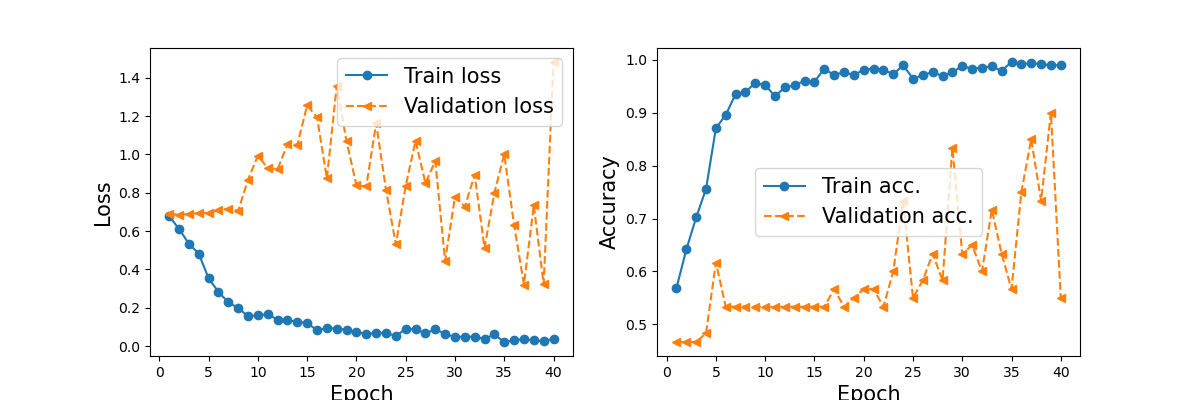 Train loss
Validation loss
Loss
1.4
1.2
1.0
0.8
0.6
0.4
0.2
0.0
0 5 10 15 20 25 30 35 40
Epoch
Train acc.
Validation acc.
Accuracy
1.0
0.9
0.8
0.7
0.6
0.5
0 5 10 15 20 25 30 35 40
Epoch